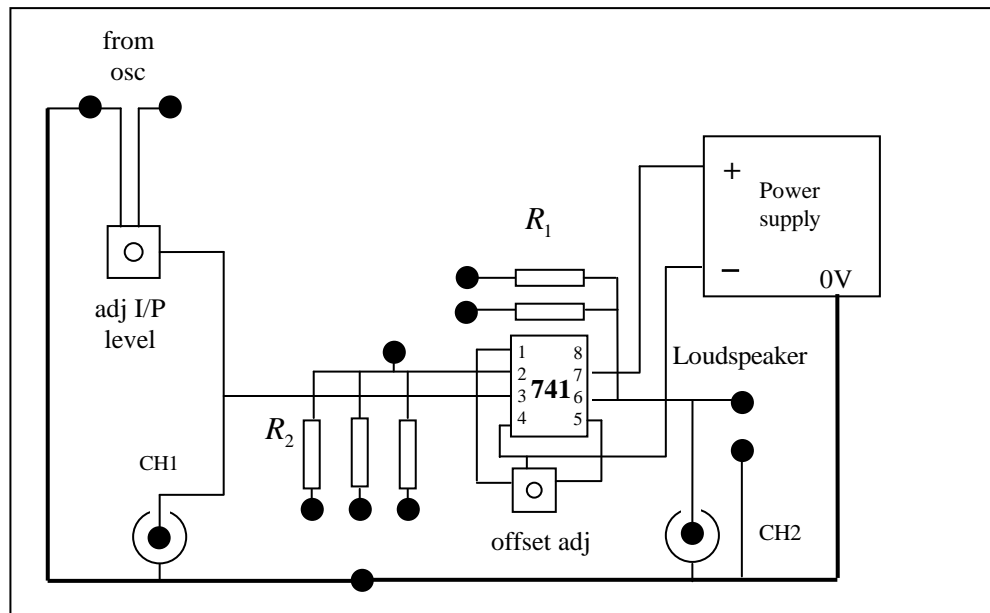 from
osc
+
Power
supply
R₁
−
0V
adj I/P
level
1 8
2 7
3 741 6
4 5
Loudspeaker
R₂
CH1
offset adj
CH2